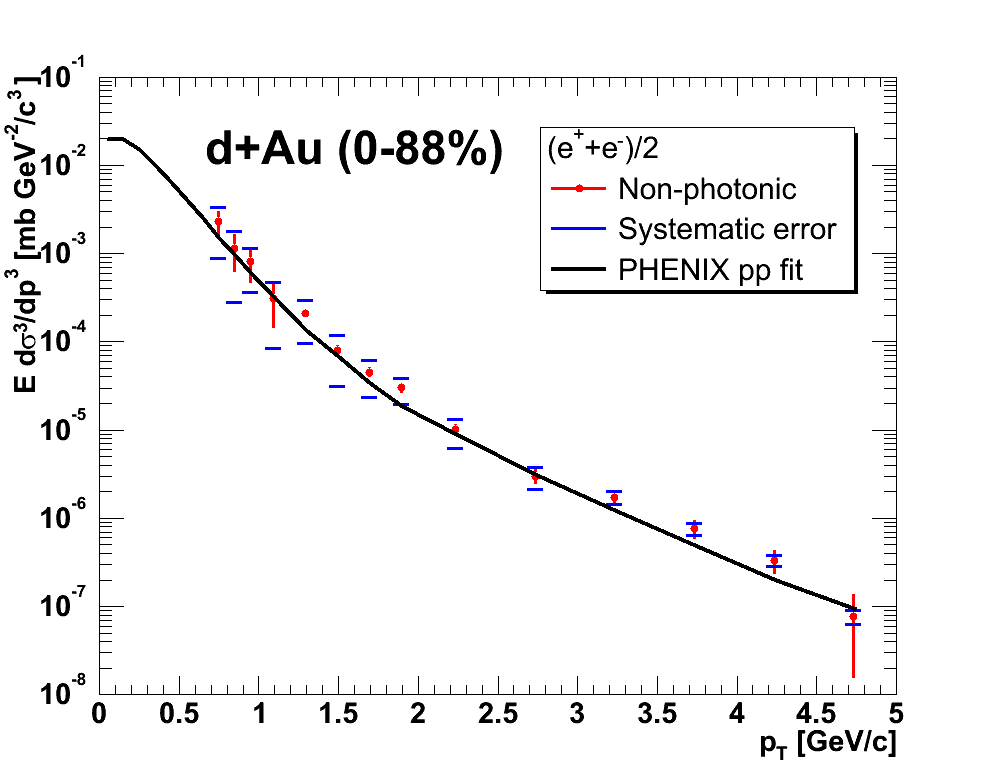 E dσ³/dp³ [mb GeV⁻²/c³]
10⁻¹
10⁻²
10⁻³
10⁻⁴
10⁻⁵
10⁻⁶
10⁻⁷
10⁻⁸
d+Au (0-88%)
(e⁺+e⁻)/2
Non-photonic
Systematic error
PHENIX pp fit
0 0.5 1 1.5 2 2.5 3 3.5 4 4.5 5
p_T [GeV/c]